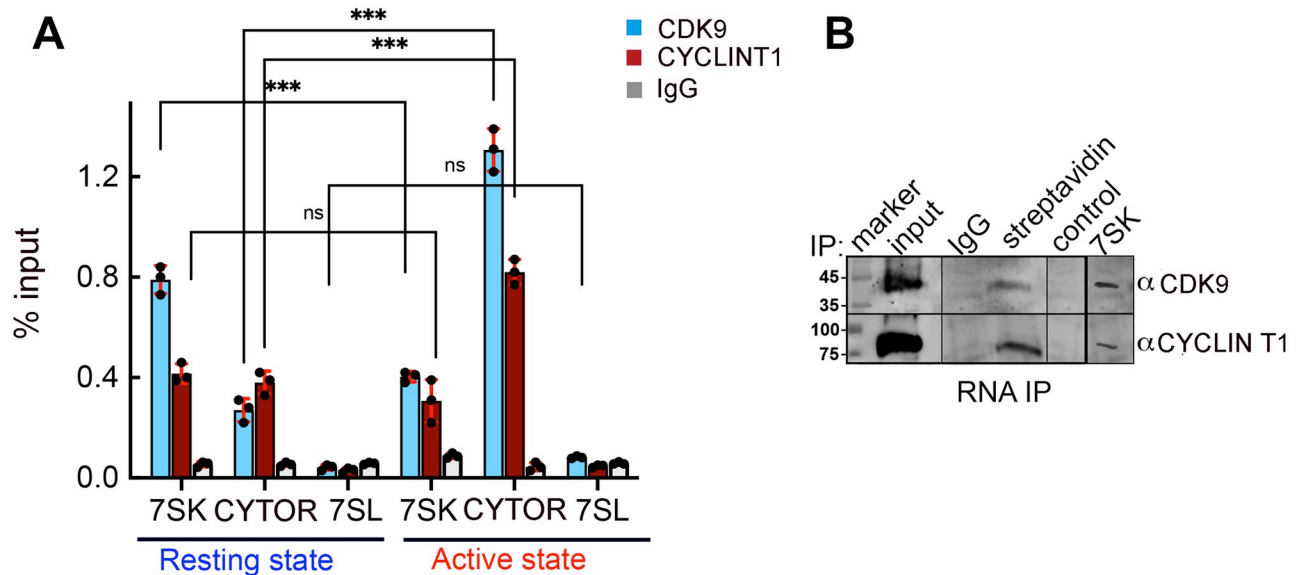 A
***
***
***
ns
ns
CDK9
CYCLINT1
IgG
% input
1.2
0.8
0.4
0.0
7SK CYTOR 7SL 7SK CYTOR 7SL
Resting state Active state
B
IP: marker input IgG streptavidin control 7SK
45
35
α CDK9
100
75
αCYCLIN T1
RNA IP